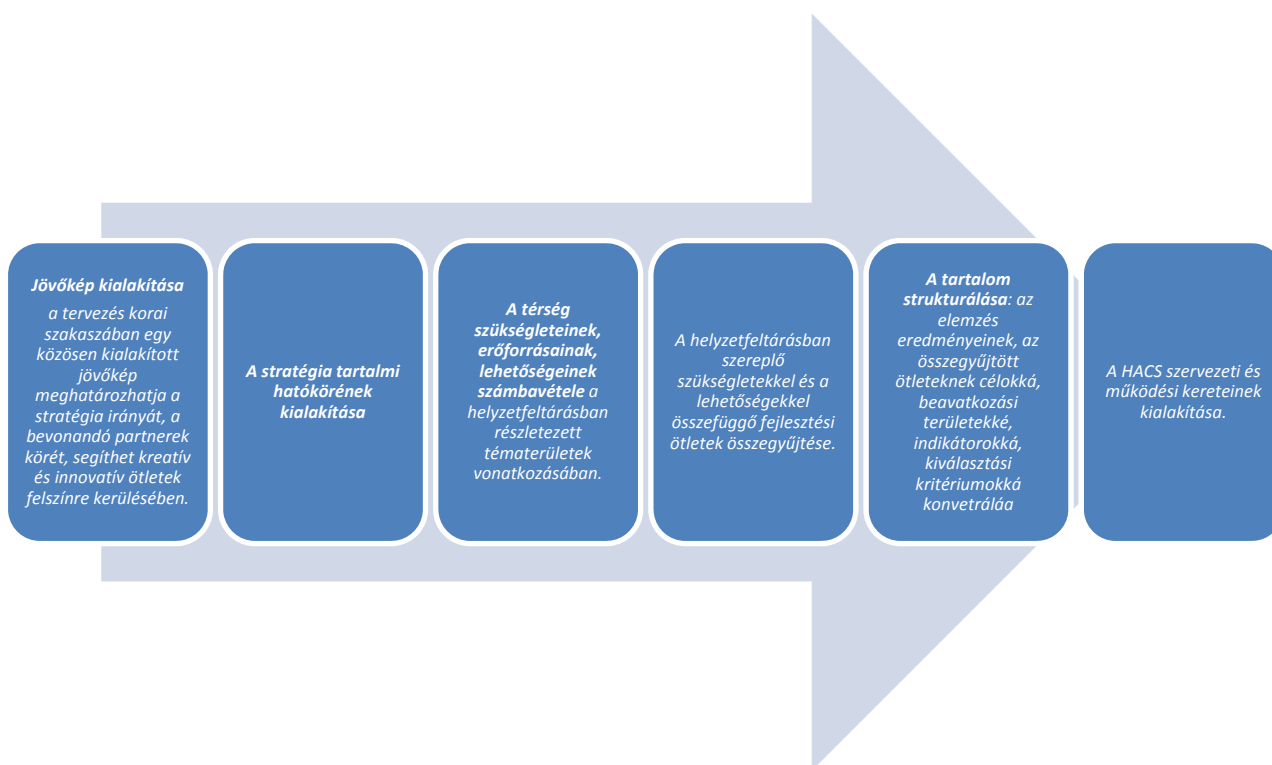 Jövőkép kialakítása
a tervezés korai
szakaszában egy
közösen kialakított
jövőkép
meghatározhatja a
stratégia irányát, a
bevonandó partnerek
körét, segíthet kreatív
és innovatív ötletek
felszínre kerülésében.
A stratégia tartalmi
hatókörének
kialakítása
A térség
szükségleteinek,
erőforrásainak,
lehetőségeinek
számbavétele a
helyzetfeltárásban
részletezett
tématerületek
vonatkozásában.
A helyzetfeltárásban
szereplő
szükségletekkel és a
lehetőségekkel
összefüggő fejlesztési
ötletek összegyűjtése.
A tartalom
strukturálása: az
elemzés
eredményeinek, az
összegyűjtött
ötleteknek célokká,
beavatkozási
területekké,
indikátorokká,
kiválasztási
kritériumokká
konvetráláa
A HACS szervezeti és
működési kereteinek
kialakítása.